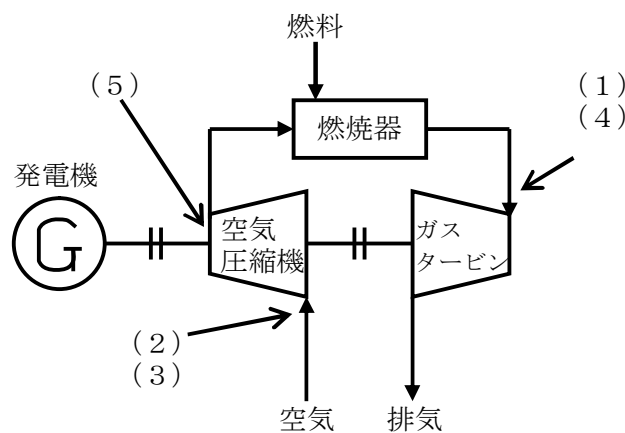 燃料
(5)
(1)
(4)
燃焼器
発電機
G
空気
圧縮機
ガス
タービン
(2)
(3)
空気
排気